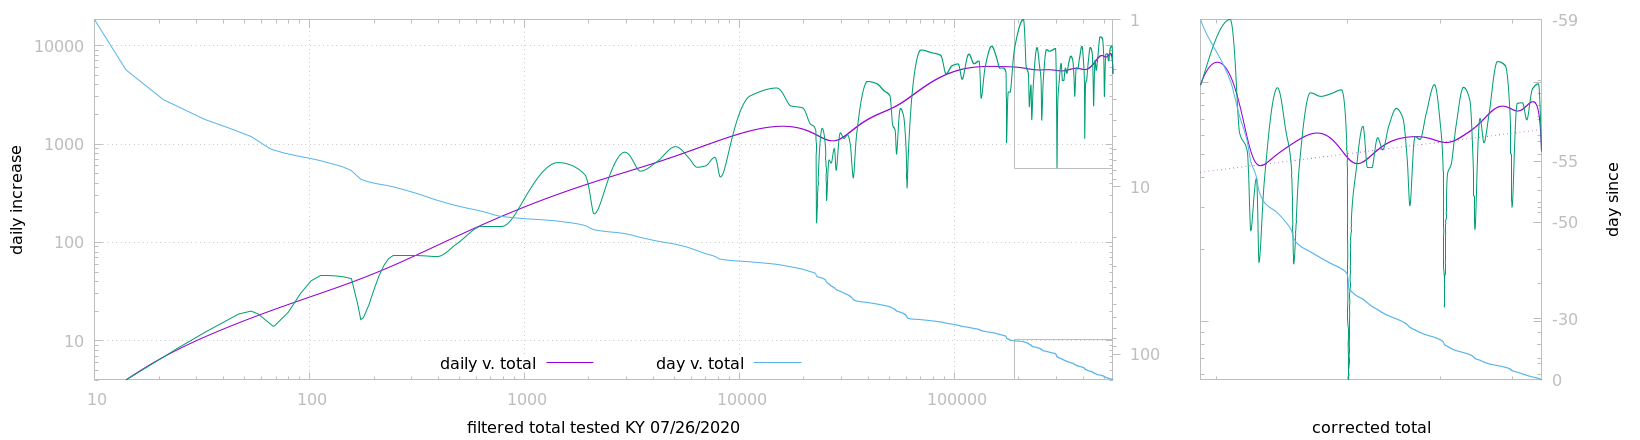 10000
1000
100
10
daily increase
10
100
1000
10000
100000
filtered total tested KY 07/26/2020
daily v. total
day v. total
1
10
100
-59
-55
-50
-30
0
day since
corrected total